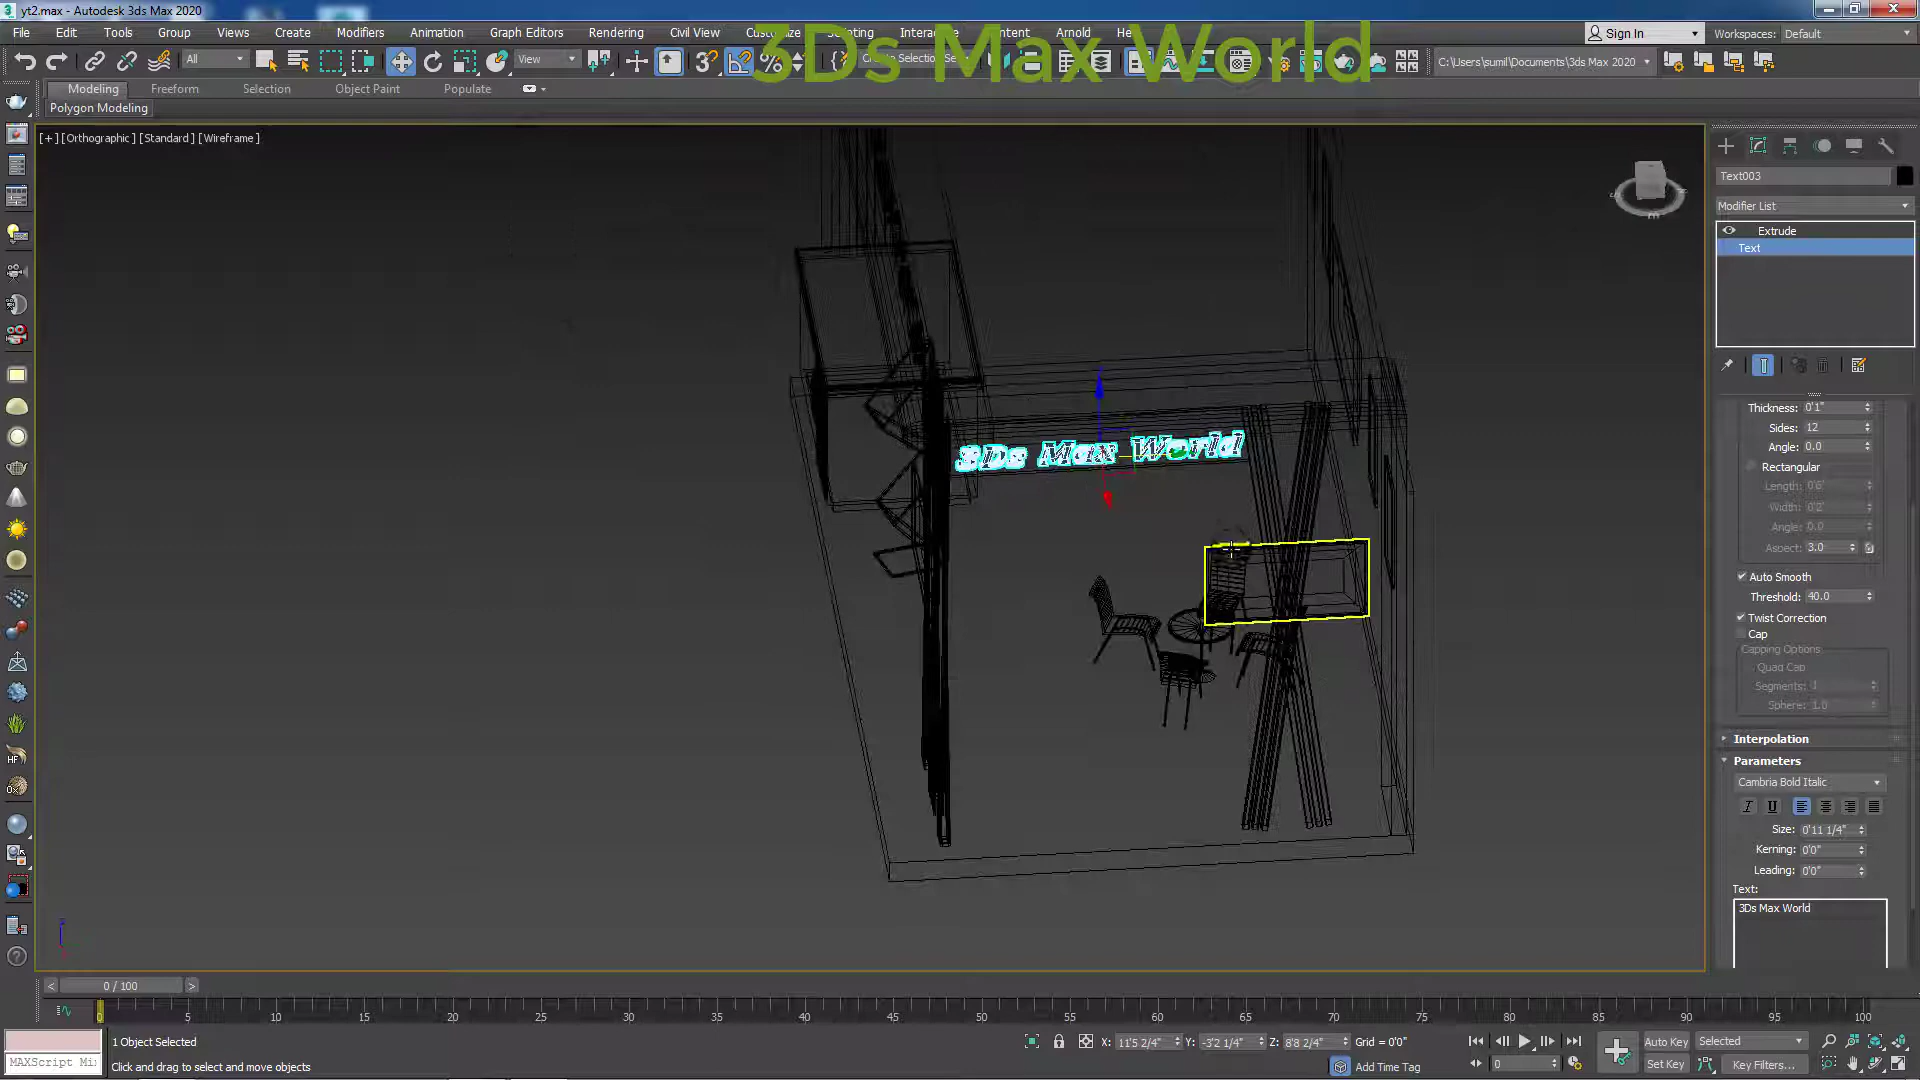 yt2.max - Autodesk 3ds Max 2020
File Edit Tools Group Views Create Modifiers Animation Graph Editors Rendering Civil View Customize Scripting Content Arnold
Sign In Workspaces: Default
3Ds Max World
All View
C:\Users\sumil\Documents\3ds Max 2020
Modeling Freeform Selection Object Paint Populate
Polygon Modeling
[+] [Orthographic] [Standard] [Wireframe]
Text003
Modifier List
Extrude
Text
3Ds Max World
Thickness: 0'1"
Sides: 12
Angle: 0.0
Rectangular
Length: 0'6"
Width: 0'2"
Angle: 0.0
Aspect: 3.0
Auto Smooth
Threshold: 40.0
Twist Correction
Cap
Capping Options
Quad Cap
Segments: 1
Sphere: 1.0
Interpolation
Parameters
Cambria Bold Italic
Size: 0'11 1/4"
Kerning: 0'0"
Leading: 0'0"
Text:
3Ds Max World
0 / 100
0 5 10 15 20 25 30 35 40 45 50 55 60 65 70 75 80 85 90 95 100
1 Object Selected
X: 11'5 2/4" Y: -3'2 1/4" Z: 8'8 2/4" Grid = 0'0"
Auto Key Selected
MAXScript Mi
Click and drag to select and move objects
Add Time Tag
0
Set Key Key Filters...